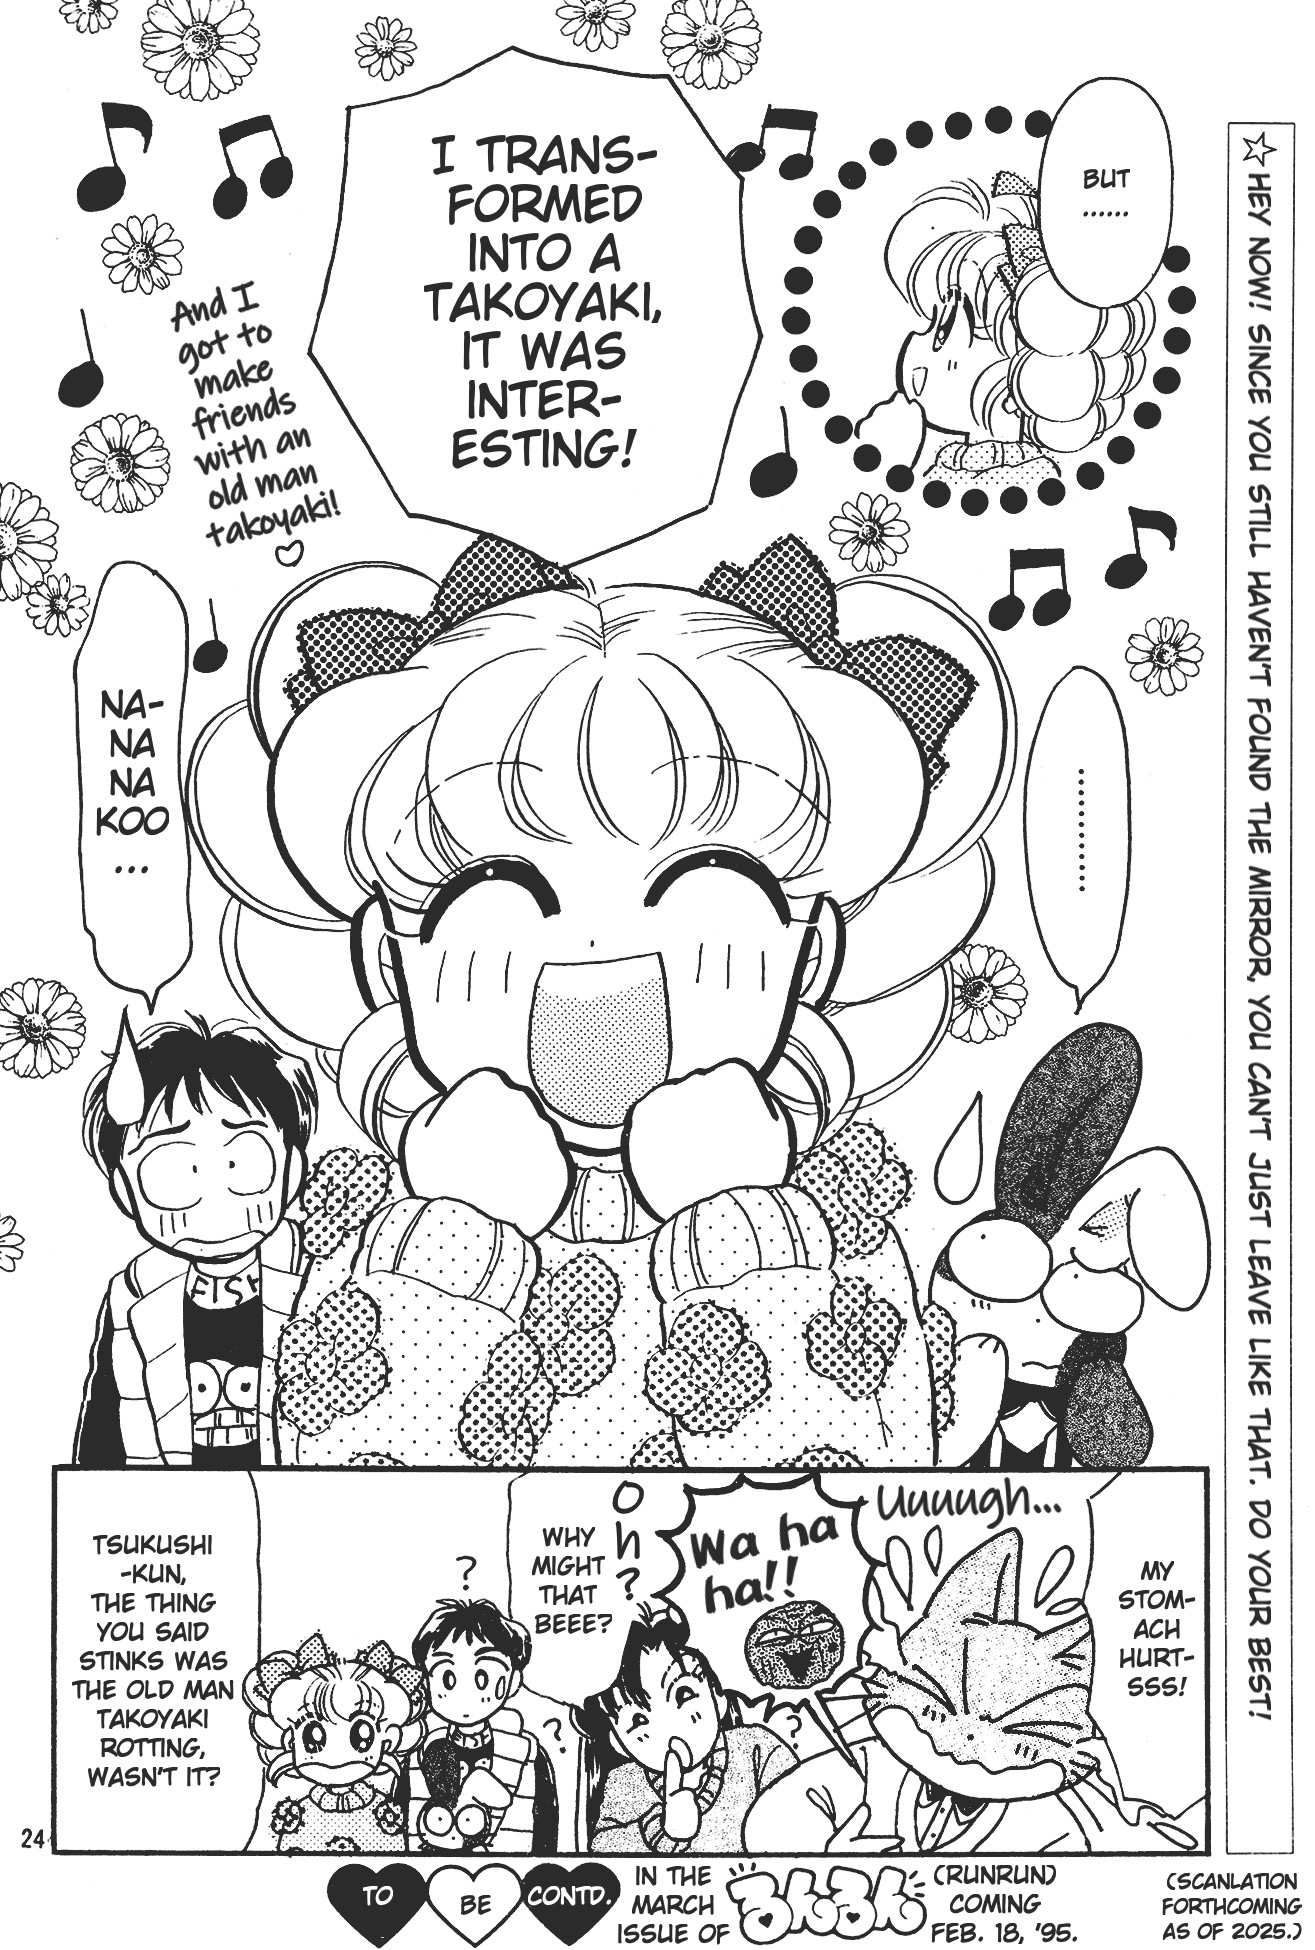 BUT
......
I TRANS-
FORMED
INTO A
TAKOYAKI,
IT WAS
INTER-
ESTING!
And I
got to
make
friends
with an
old man
takoyaki!
..........
NA-
NA
NA
KOO
...
FISH
MY
STOM-
ACH
HURT-
SSS!
Uuuugh...
Wa ha
ha!!
Oh?
WHY
MIGHT
THAT
BEEE?
?
?
?
TSUKUSHI
-KUN,
THE THING
YOU SAID
STINKS WAS
THE OLD MAN
TAKOYAKI
ROTTING,
WASN'T IT?
☆HEY NOW! SINCE YOU STILL HAVEN'T FOUND THE MIRROR, YOU CAN'T JUST LEAVE LIKE THAT. DO YOUR BEST!
24
TO BE CONTD.
IN THE
MARCH
ISSUE OF
るんるん
(RUNRUN)
COMING
FEB. 18, '95.
(SCANLATION
FORTHCOMING
AS OF 2025.)